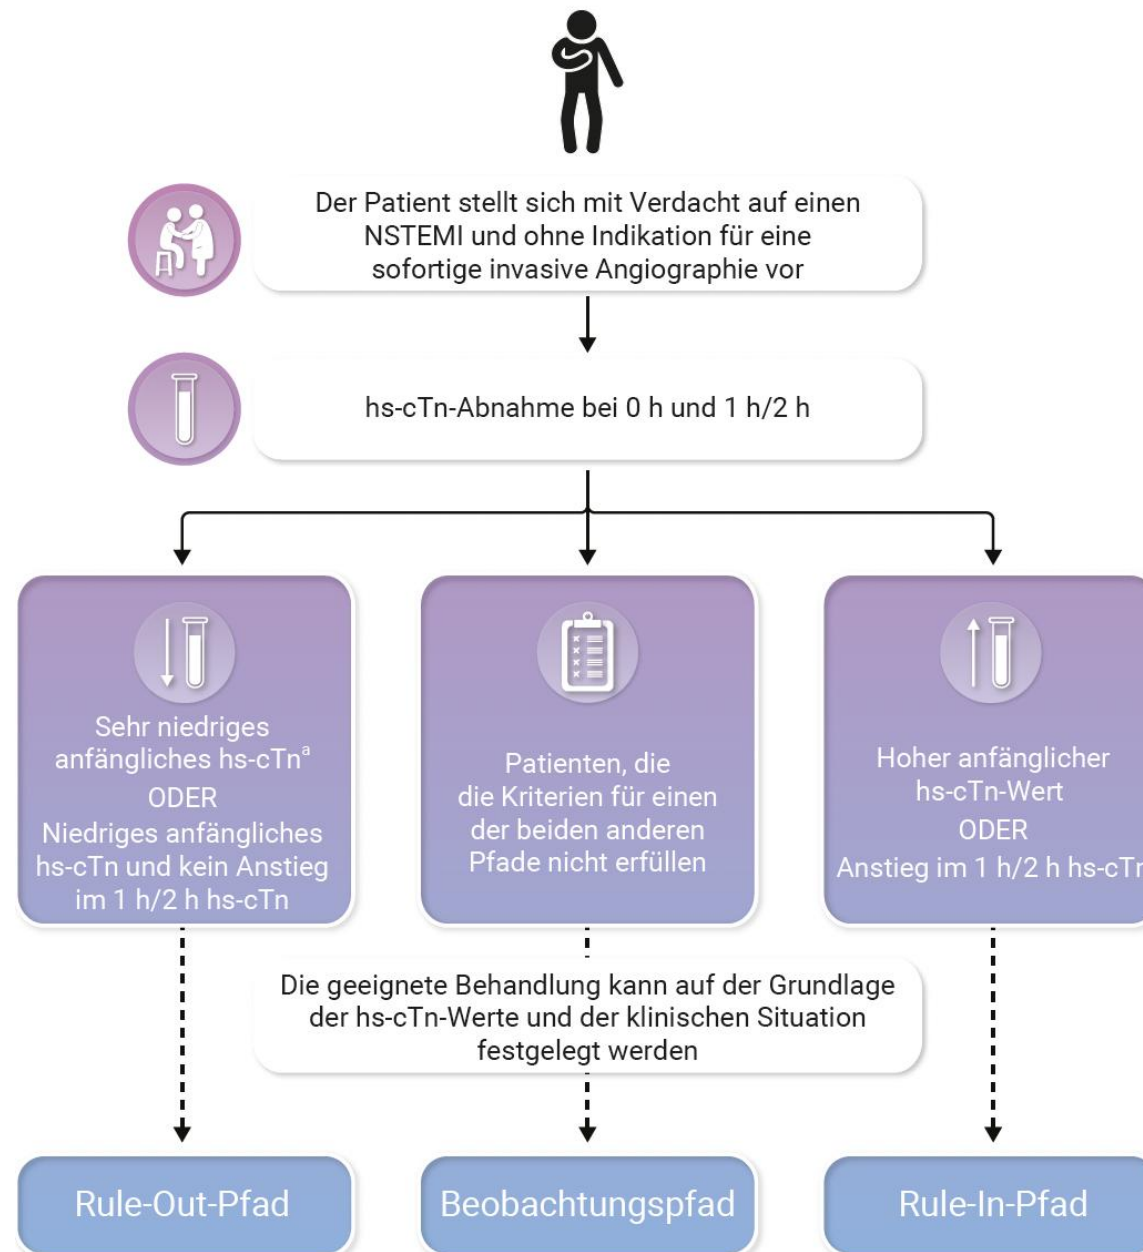 Der Patient stellt sich mit Verdacht auf einen
NSTEMI und ohne Indikation für eine
sofortige invasive Angiographie vor
hs-cTn-Abnahme bei 0 h und 1 h/2 h
Sehr niedriges
anfängliches hs-cTnᵃ
ODER
Niedriges anfängliches
hs-cTn und kein Anstieg
im 1 h/2 h hs-cTn
Patienten, die
die Kriterien für einen
der beiden anderen
Pfade nicht erfüllen
Hoher anfänglicher
hs-cTn-Wert
ODER
Anstieg im 1 h/2 h hs-cTn
Die geeignete Behandlung kann auf der Grundlage
der hs-cTn-Werte und der klinischen Situation
festgelegt werden
Rule-Out-Pfad
Beobachtungspfad
Rule-In-Pfad